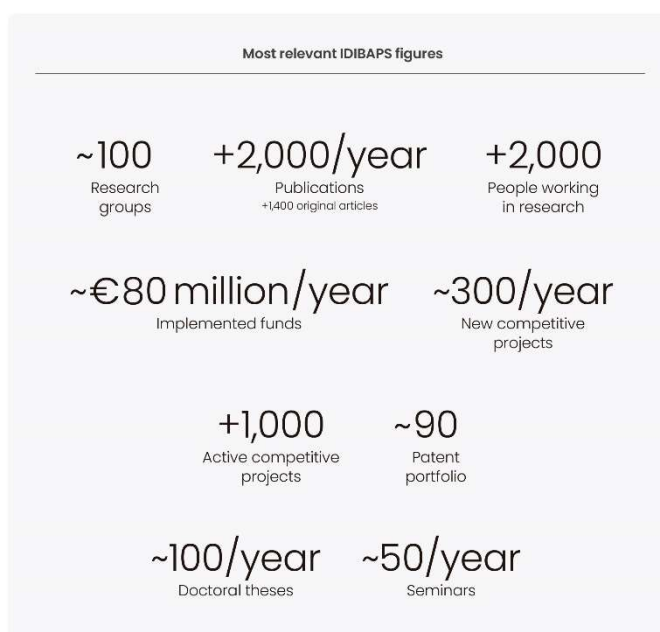 Most relevant IDIBAPS figures
~100
Research
groups
+2,000/year
Publications
+1,400 original articles
+2,000
People working
in research
~€80 million/year
Implemented funds
~300/year
New competitive
projects
+1,000
Active competitive
projects
~90
Patent
portfolio
~100/year
Doctoral theses
~50/year
Seminars